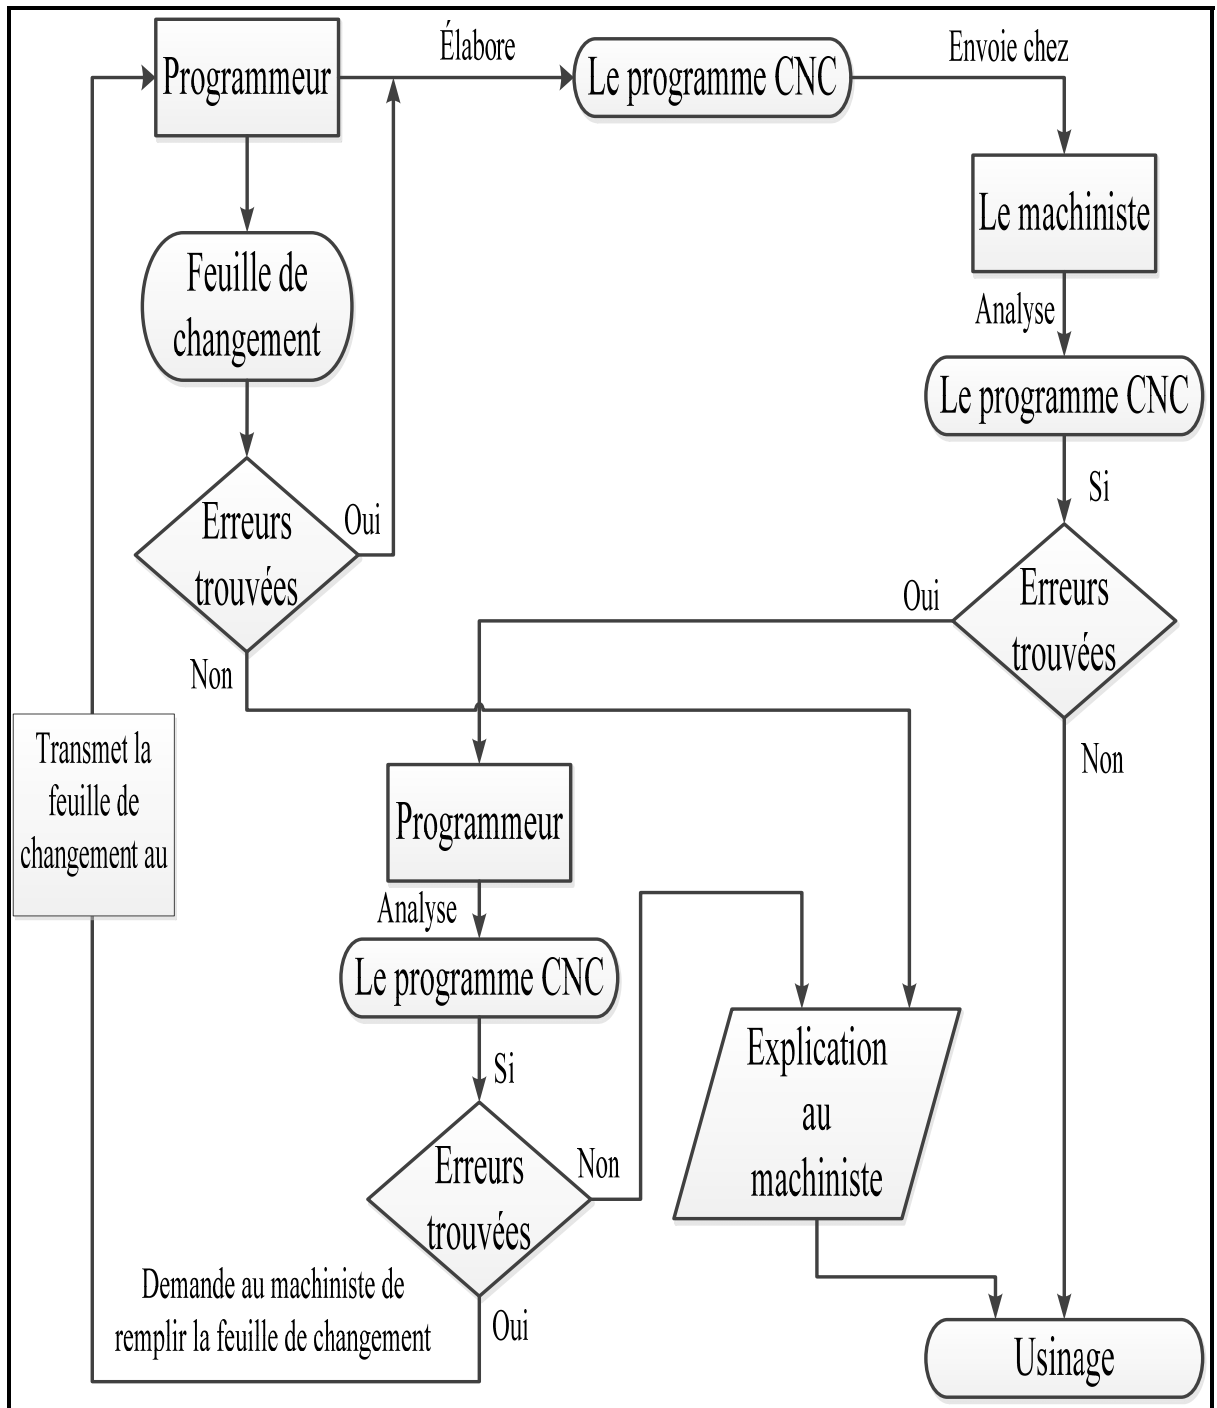 Programmeur
Élabore
Le programme CNC
Envoie chez
Le machiniste
Analyse
Le programme CNC
Si
Erreurs
trouvées
Oui
Non
Feuille de
changement
Erreurs
trouvées
Oui
Non
Transmet la
feuille de
changement au
Programmeur
Analyse
Le programme CNC
Si
Erreurs
trouvées
Non
Oui
Demande au machiniste de
remplir la feuille de changement
Explication
au
machiniste
Usinage